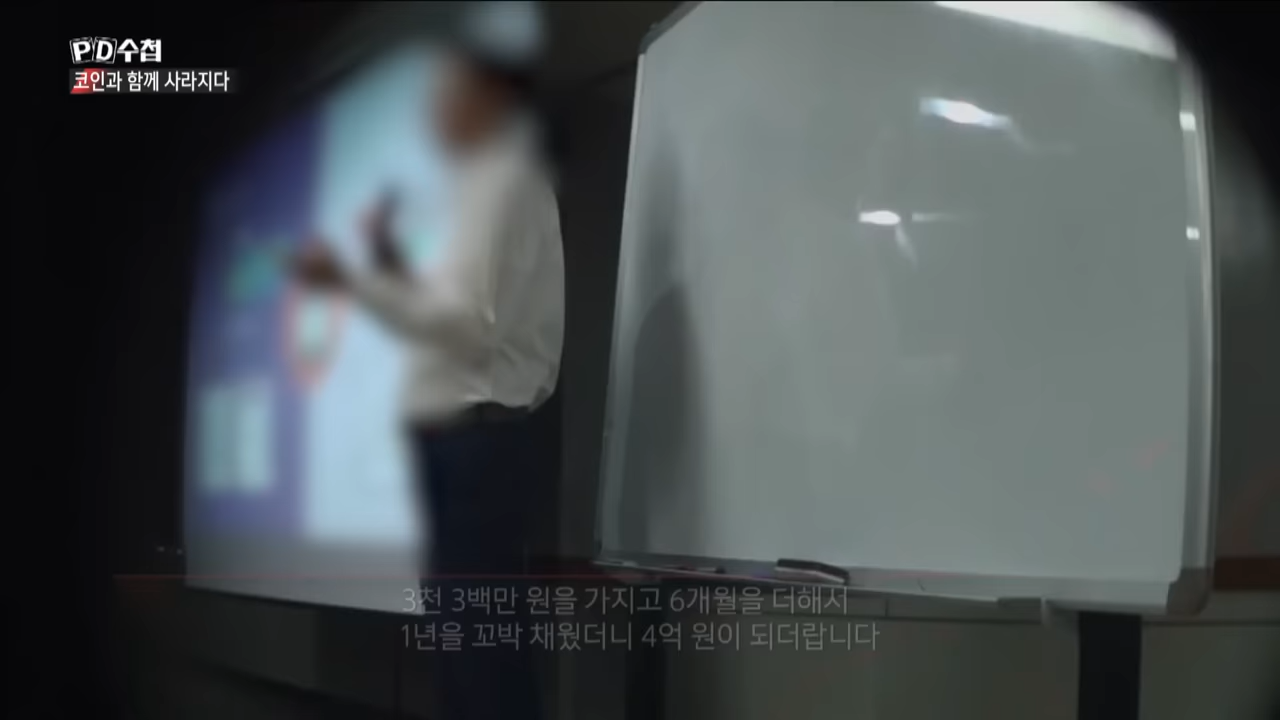 PD수첩
코인과 함께 사라지다
3천 3백만 원을 가지고 6개월을 더해서
1년을 꼬박 채웠더니 4억 원이 되더랍니다